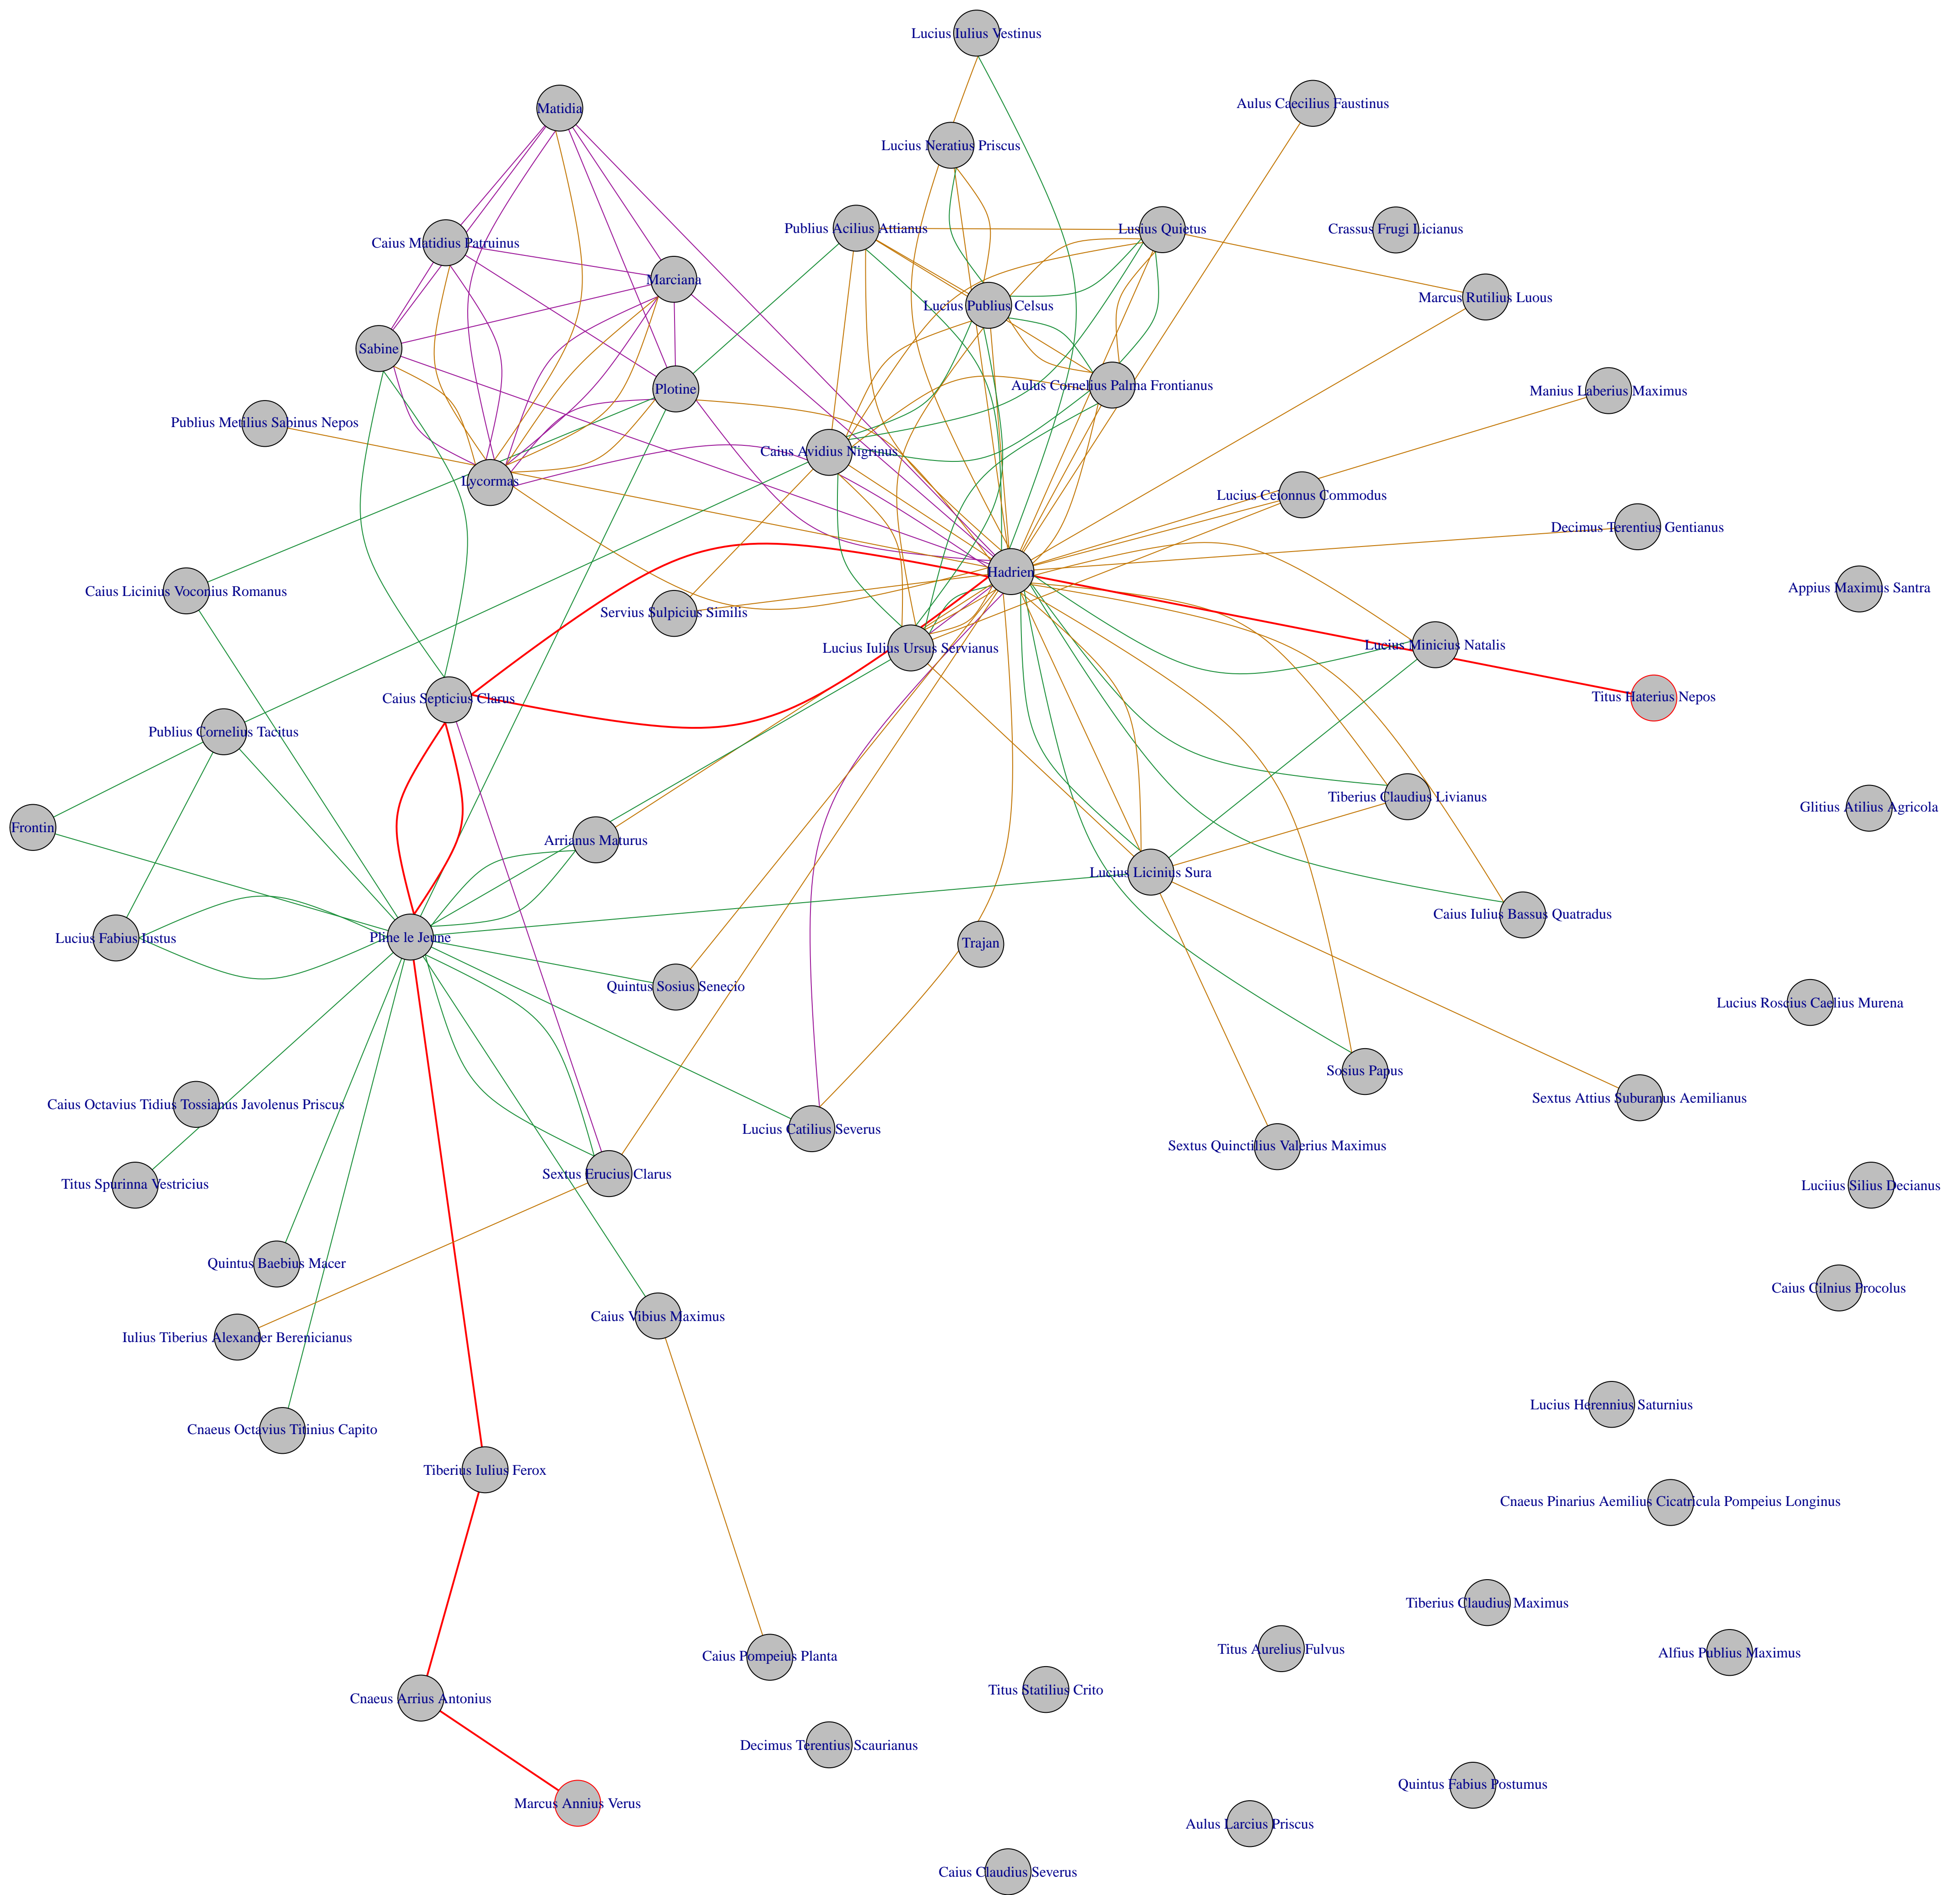 Lucius Iulius Vestinus
Aulus Caecilius Faustinus
Matidia
Lucius Neratius Priscus
Publius Acilius Attianus
Lusius Quietus
Crassus Frugi Licianus
Caius Matidius Patruinus
Marciana
Marcus Rutilius Luous
Lucius Publius Celsus
Sabine
Plotine
Aulus Cornelius Palma Frontianus
Manius Laberius Maximus
Publius Metilius Sabinus Nepos
Caius Avidius Nigrinus
Lycormas
Lucius Ceionnus Commodus
Decimus Terentius Gentianus
Hadrien
Caius Licinius Voconius Romanus
Appius Maximus Santra
Servius Sulpicius Similis
Lucius Iulius Ursus Servianus
Lucius Minicius Natalis
Caius Septicius Clarus
Titus Haterius Nepos
Publius Cornelius Tacitus
Tiberius Claudius Livianus
Glitius Atilius Agricola
Frontin
Arrianus Maturus
Lucius Licinius Sura
Caius Iulius Bassus Quatradus
Lucius Fabius Iustus
Pline le Jeune
Trajan
Quintus Sosius Senecio
Lucius Roscius Caelius Murena
Sosius Papus
Sextus Attius Suburanus Aemilianus
Caius Octavius Tidius Tossianus Javolenus Priscus
Lucius Catilius Severus
Sextus Quinctilius Valerius Maximus
Sextus Erucius Clarus
Titus Spurinna Vestricius
Luciius Silius Decianus
Quintus Baebius Macer
Caius Cilnius Procolus
Caius Vibius Maximus
Iulius Tiberius Alexander Berenicianus
Lucius Herennius Saturnius
Cnaeus Octavius Titinius Capito
Tiberius Iulius Ferox
Cnaeus Pinarius Aemilius Cicatricula Pompeius Longinus
Tiberius Claudius Maximus
Titus Aurelius Fulvus
Alfius Publius Maximus
Caius Pompeius Planta
Titus Statilius Crito
Cnaeus Arrius Antonius
Decimus Terentius Scaurianus
Quintus Fabius Postumus
Marcus Annius Verus
Aulus Larcius Priscus
Caius Claudius Severus